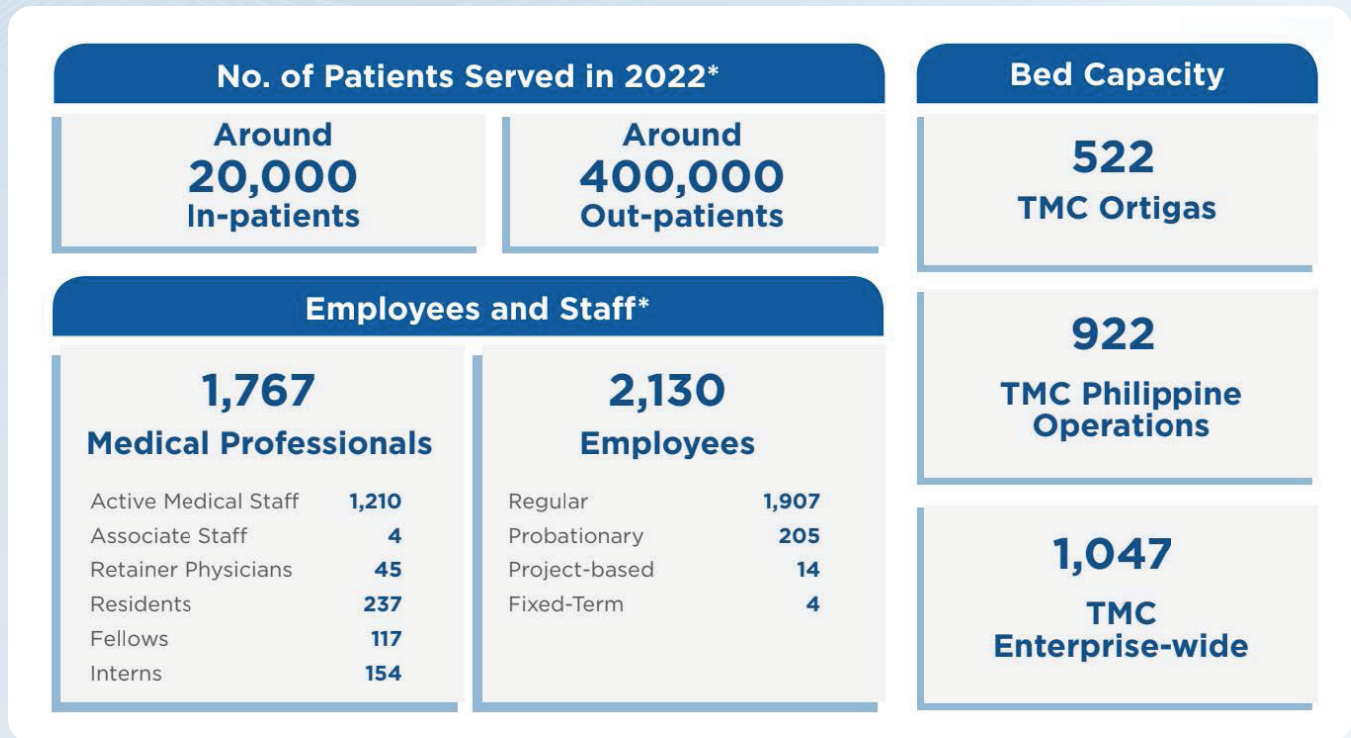 No. of Patients Served in 2022*
Around
20,000
In-patients
Around
400,000
Out-patients
Employees and Staff*
1,767
Medical Professionals
Active Medical Staff 1,210
Associate Staff 4
Retainer Physicians 45
Residents 237
Fellows 117
Interns 154
2,130
Employees
Regular 1,907
Probationary 205
Project-based 14
Fixed-Term 4
Bed Capacity
522
TMC Ortigas
922
TMC Philippine
Operations
1,047
TMC
Enterprise-wide